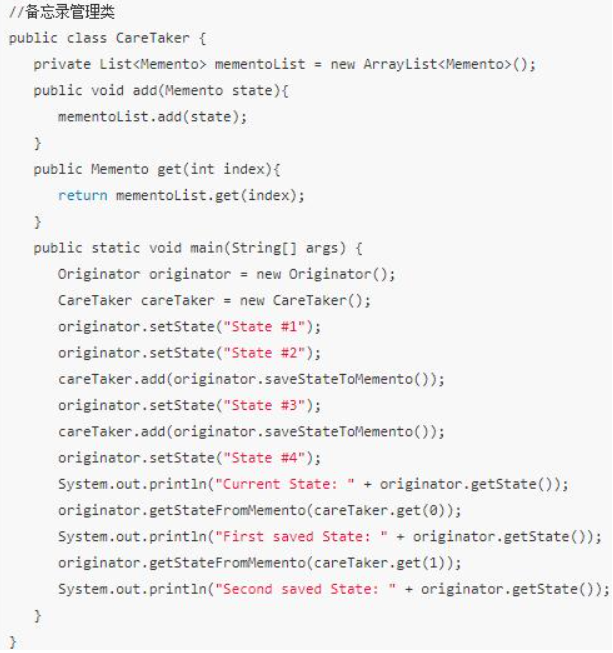 //备忘录管理类
public class CareTaker {
   private List<Memento> mementoList = new ArrayList<Memento>();
   public void add(Memento state){
      mementoList.add(state);
   }
   public Memento get(int index){
      return mementoList.get(index);
   }
   public static void main(String[] args) {
      Originator originator = new Originator();
      CareTaker careTaker = new CareTaker();
      originator.setState("State #1");
      originator.setState("State #2");
      careTaker.add(originator.saveStateToMemento());
      originator.setState("State #3");
      careTaker.add(originator.saveStateToMemento());
      originator.setState("State #4");
      System.out.println("Current State: " + originator.getState());
      originator.getStateFromMemento(careTaker.get(0));
      System.out.println("First saved State: " + originator.getState());
      originator.getStateFromMemento(careTaker.get(1));
      System.out.println("Second saved State: " + originator.getState());
   }
}